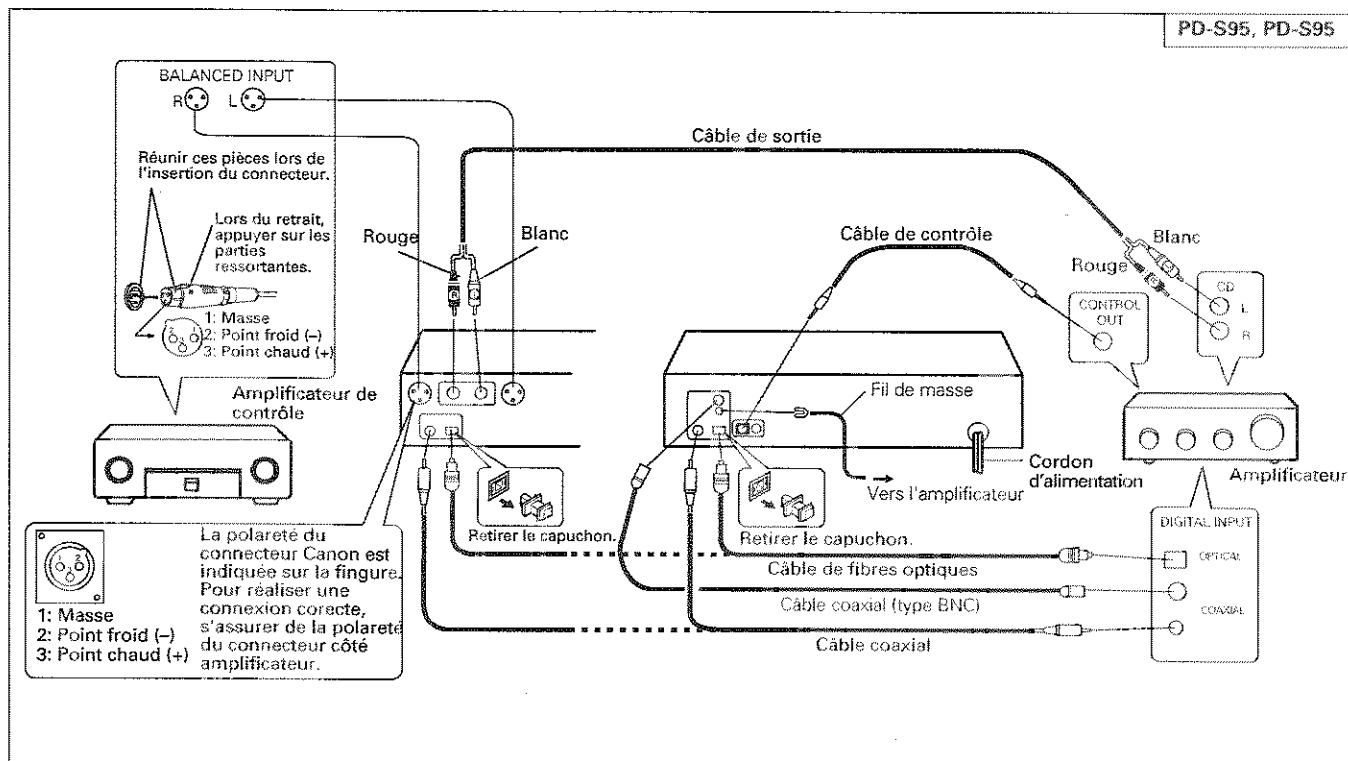 PD-S95, PD-S95
BALANCED INPUT
R L
Réunir ces pièces lors de
l'insertion du connecteur.
Lors du retrait,
appuyer sur les
parties
ressortantes.
1: Masse
2: Point froid (–)
3: Point chaud (+)
Amplificateur de
contrôle
Câble de sortie
Rouge
Blanc
R
L
Câble de contrôle
Blanc
Rouge
CD
L
R
CONTROL
OUT
Fil de masse
Vers l'amplificateur
Cordon
d'alimentation
Amplificateur
Retirer le capuchon.
Retirer le capuchon.
DIGITAL INPUT
OPTICAL
COAXIAL
Câble de fibres optiques
Câble coaxial (type BNC)
Câble coaxial
1 2
3
1: Masse
2: Point froid (–)
3: Point chaud (+)
La polareté du
connecteur Canon est
indiquée sur la fingure.
Pour réaliser une
connexion corecte,
s'assurer de la polareté
du connecteur côté
amplificateur.